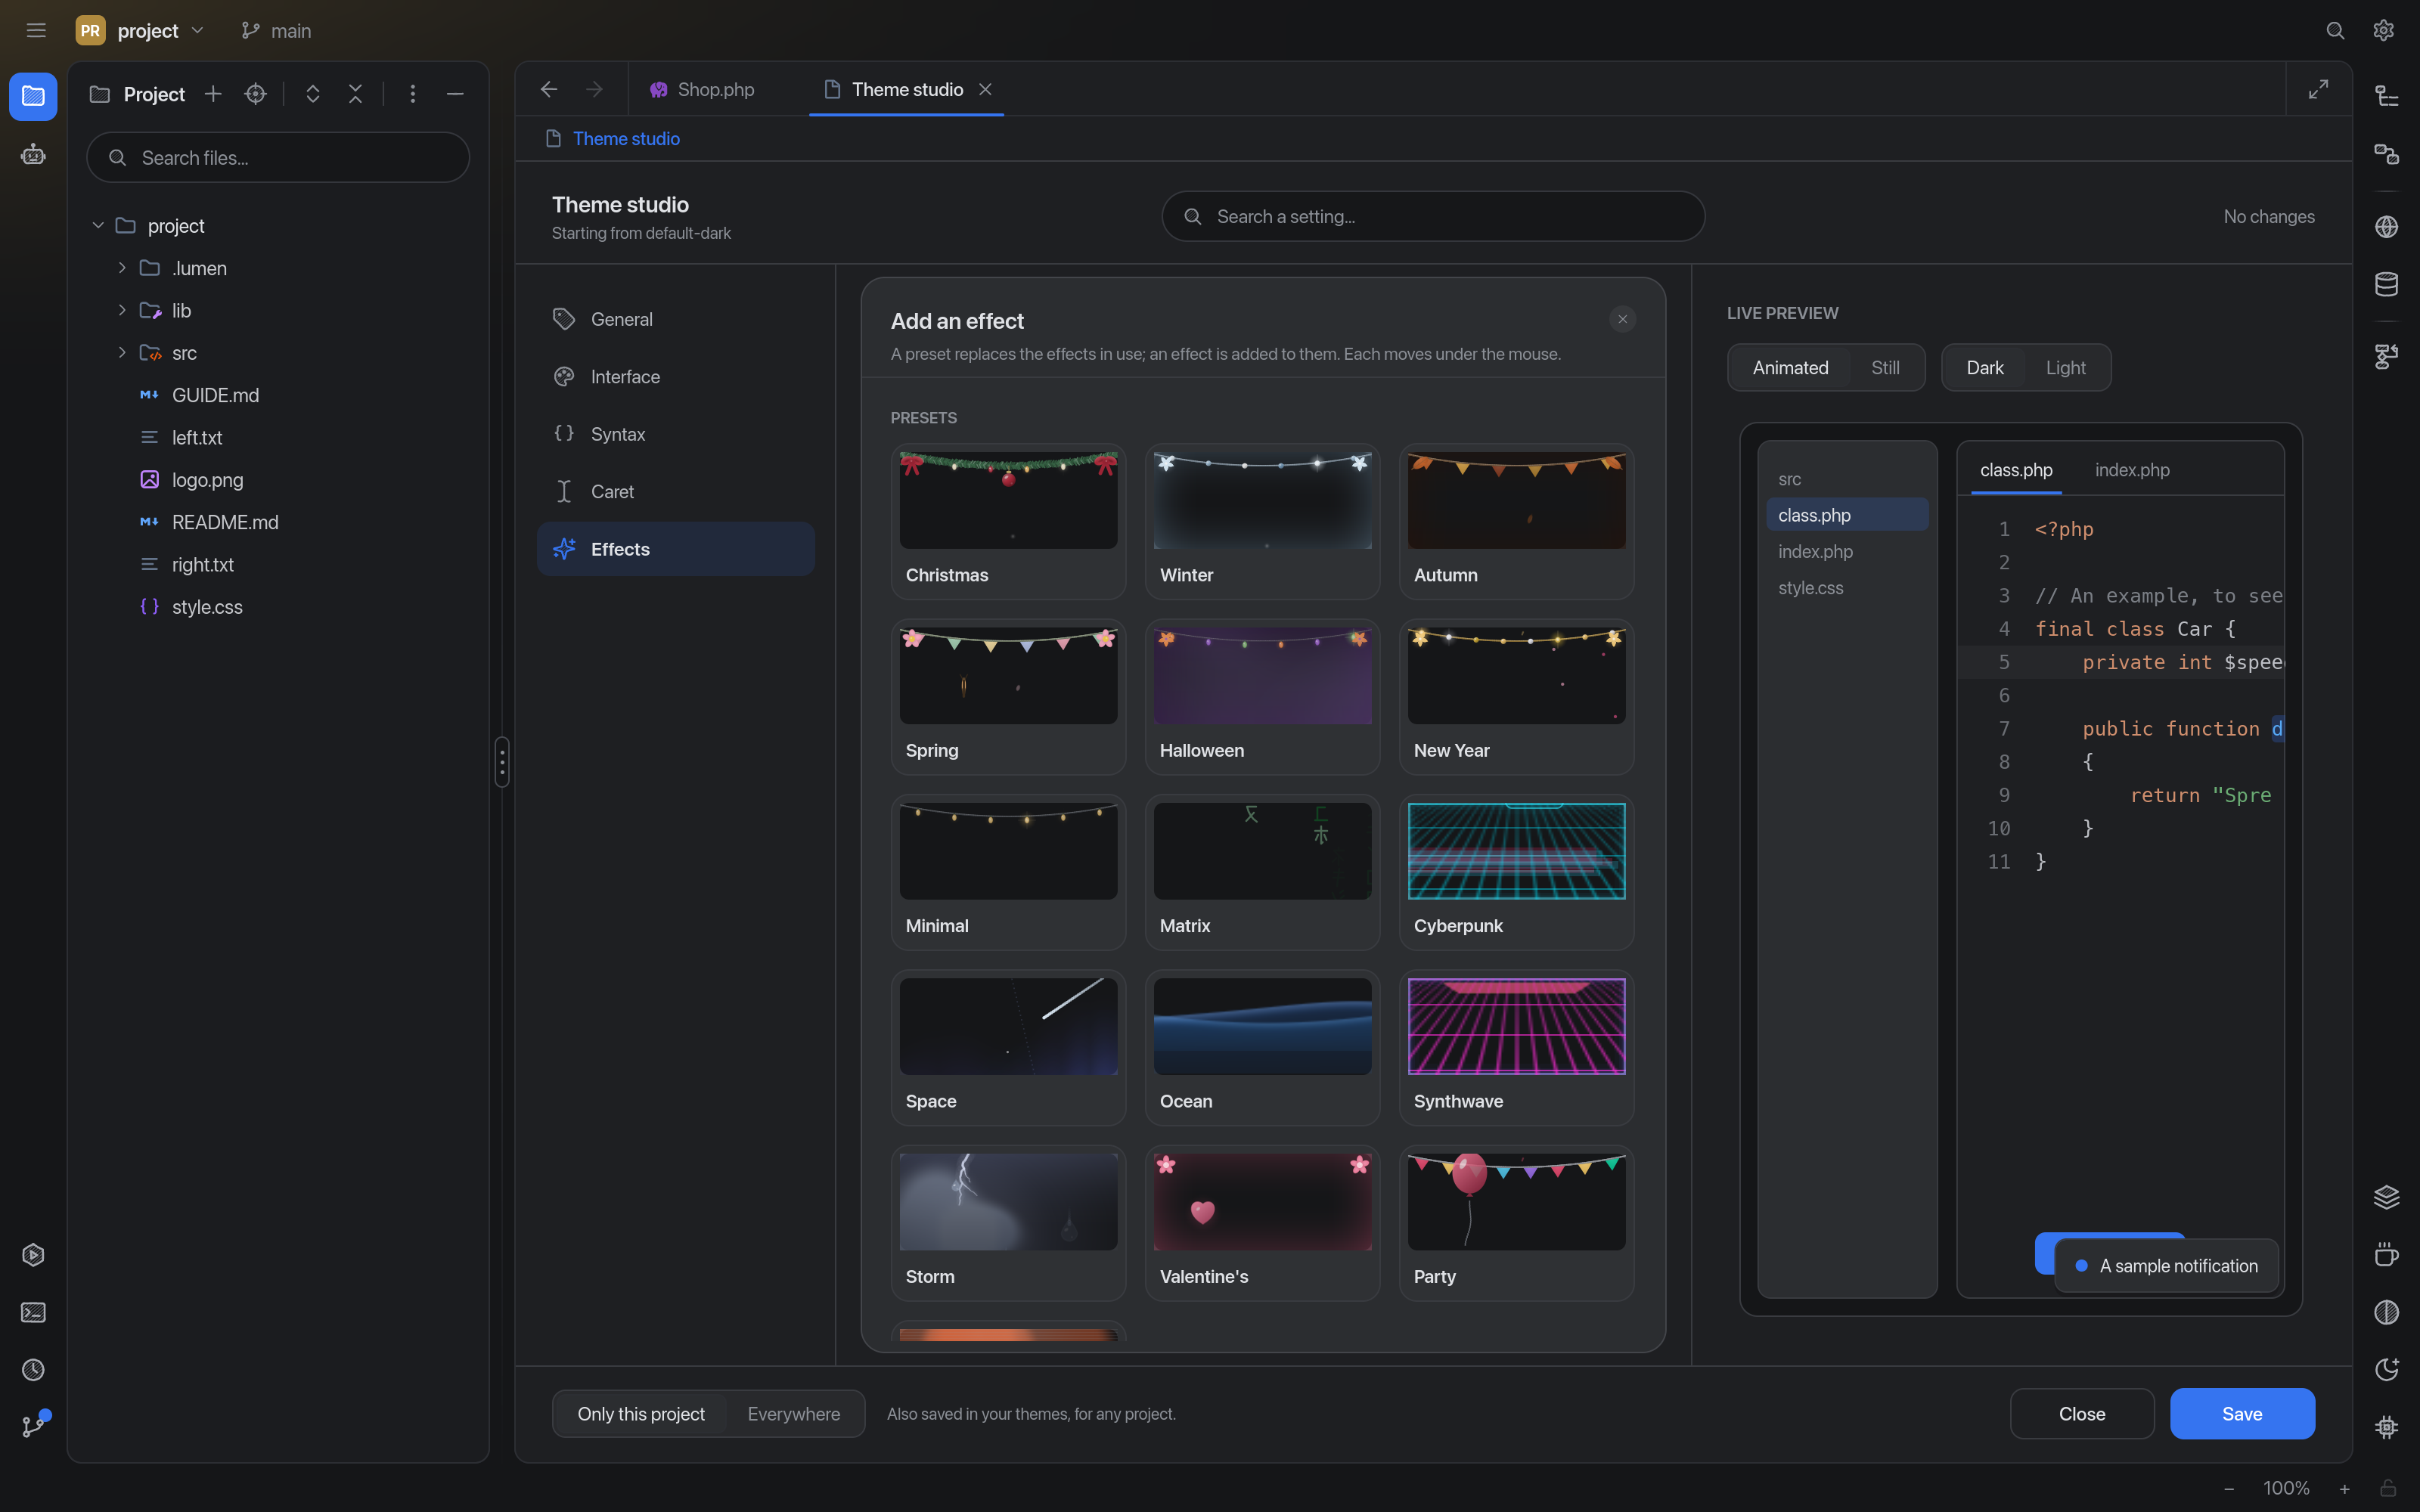 PR project main
Project
Search files...
project
.lumen
lib
src
GUIDE.md
left.txt
logo.png
README.md
right.txt
style.css
Shop.php
Theme studio
Theme studio
Theme studio
Starting from default-dark
Search a setting...
No changes
General
Interface
Syntax
Caret
Effects
Add an effect
A preset replaces the effects in use; an effect is added to them. Each moves under the mouse.
PRESETS
Christmas
Winter
Autumn
Spring
Halloween
New Year
Minimal
Matrix
Cyberpunk
Space
Ocean
Synthwave
Storm
Valentine's
Party
LIVE PREVIEW
Animated Still
Dark Light
src
class.php
index.php
style.css
class.php index.php
1 <?php
2
3 // An example, to see
4 final class Car {
5 private int $spee
6
7 public function d
8 {
9 return "Spre
10 }
11 }
A sample notification
Only this project Everywhere
Also saved in your themes, for any project.
Close Save
− 100% +